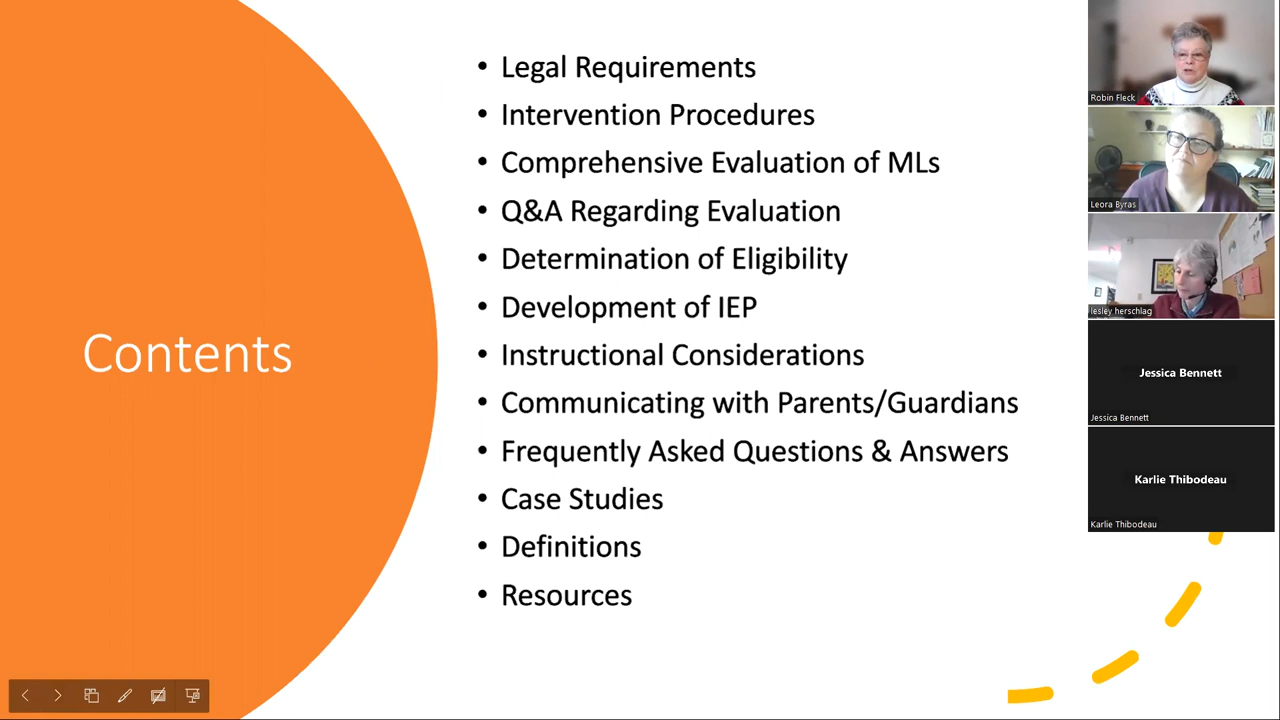 Contents
• Legal Requirements
• Intervention Procedures
• Comprehensive Evaluation of MLs
• Q&A Regarding Evaluation
• Determination of Eligibility
• Development of IEP
• Instructional Considerations
• Communicating with Parents/Guardians
• Frequently Asked Questions & Answers
• Case Studies
• Definitions
• Resources
Robin Fleck
Leora Byras
lesley herschlag
Jessica Bennett
Jessica Bennett
Karlie Thibodeau
Karlie Thibodeau